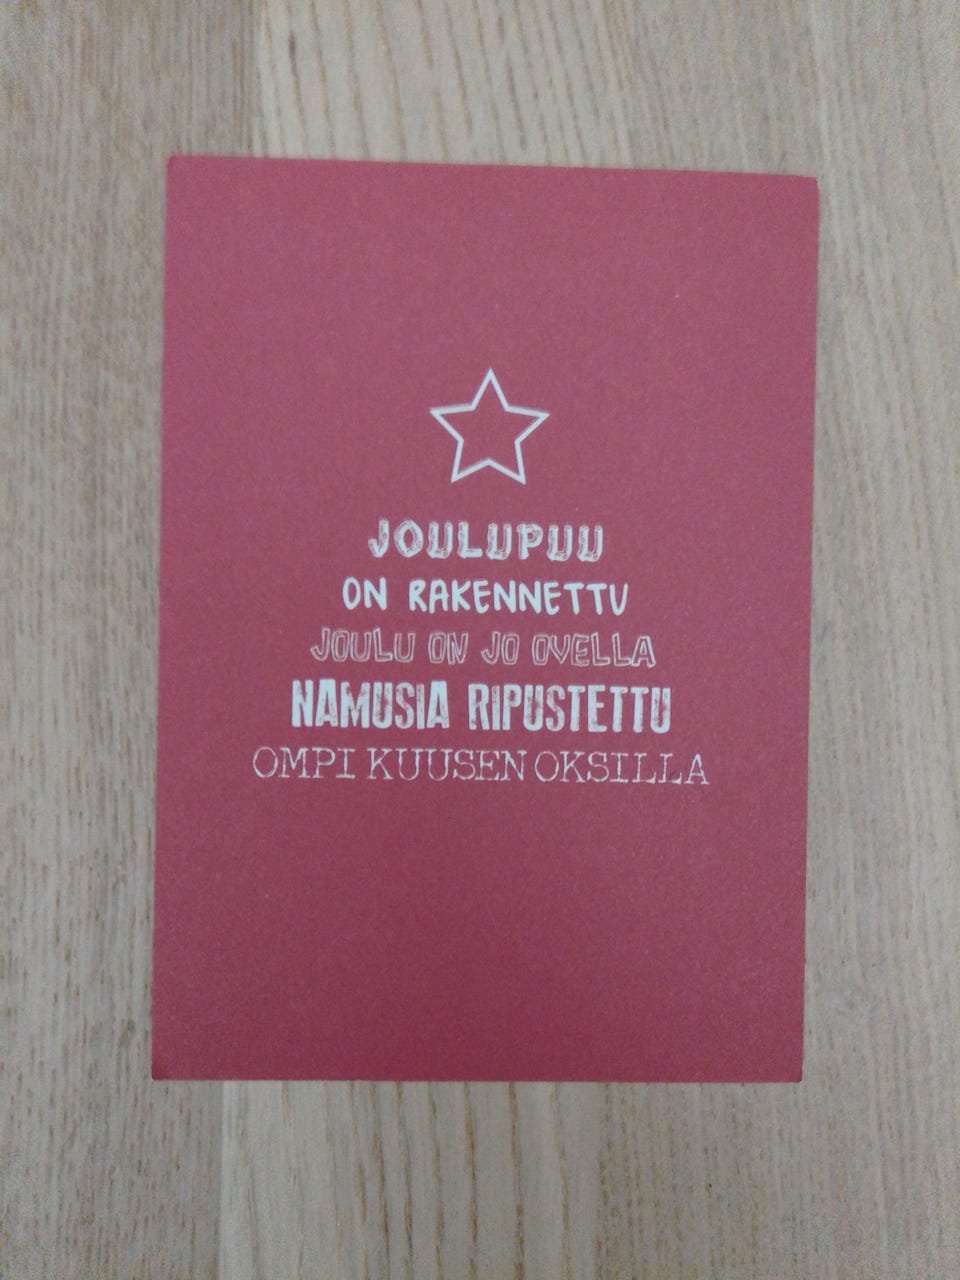 JOULUPUU
ON RAKENNETTU
JOULU ON JO OVELLA
NAMUSIA RIPUSTETTU
OMPI KUUSEN OKSILLA